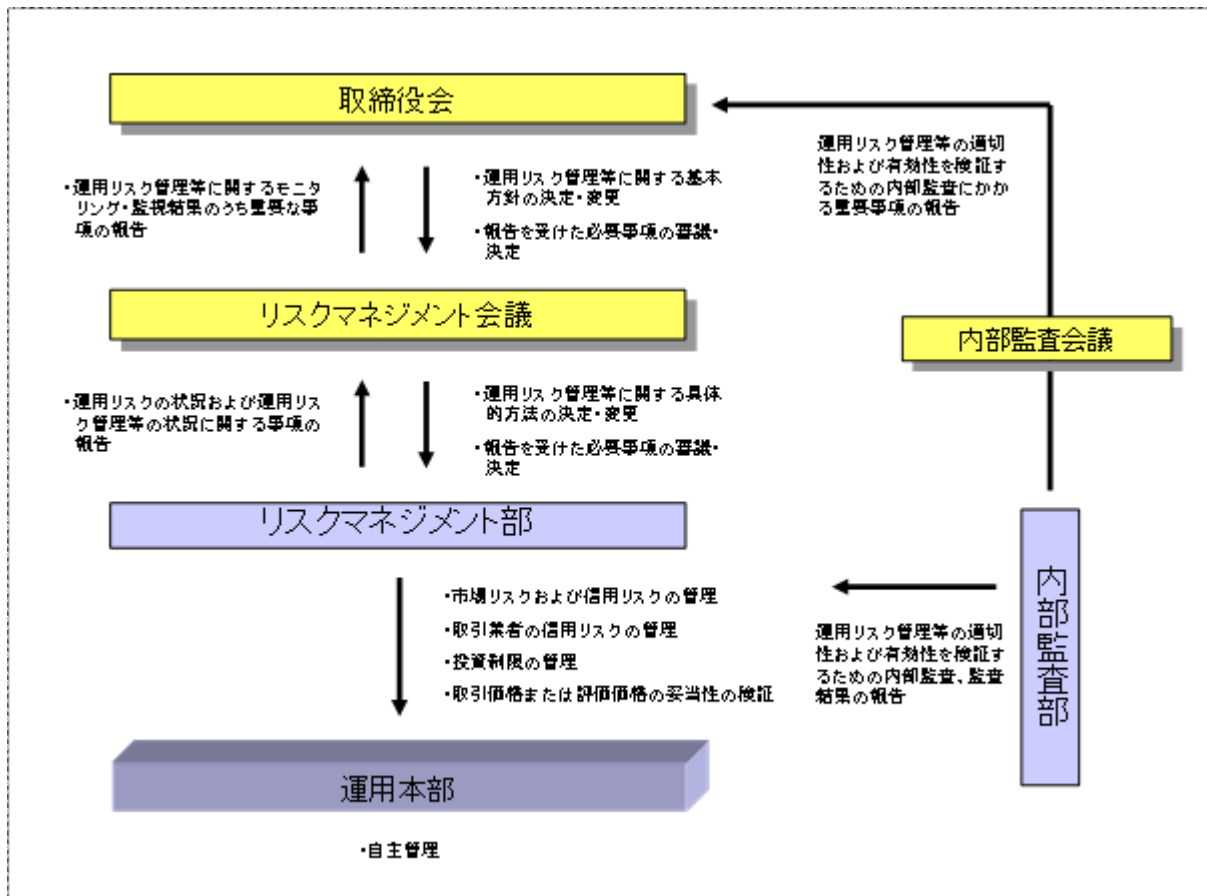 取締役会
・運用リスク管理等に関するモニ
タリング・監視結果のうち重要な事
項の報告
・運用リスク管理等に関する基本
方針の決定・変更
・報告を受けた必要事項の審議・
決定
運用リスク管理等の適切
性および有効性を検証す
るための内部監査にかか
る重要事項の報告
リスクマネジメント会議
内部監査会議
・運用リスクの状況および運用リス
ク管理等の状況に関する事項の
報告
・運用リスク管理等に関する具体
的方法の決定・変更
・報告を受けた必要事項の審議・
決定
リスクマネジメント部
内部監査部
・市場リスクおよび信用リスクの管理
・取引業者の信用リスクの管理
・投資制限の管理
・取引価格または評価価格の妥当性の検証
運用リスク管理等の適切
性および有効性を検証す
るための内部監査、監査
結果の報告
運用本部
・自主管理